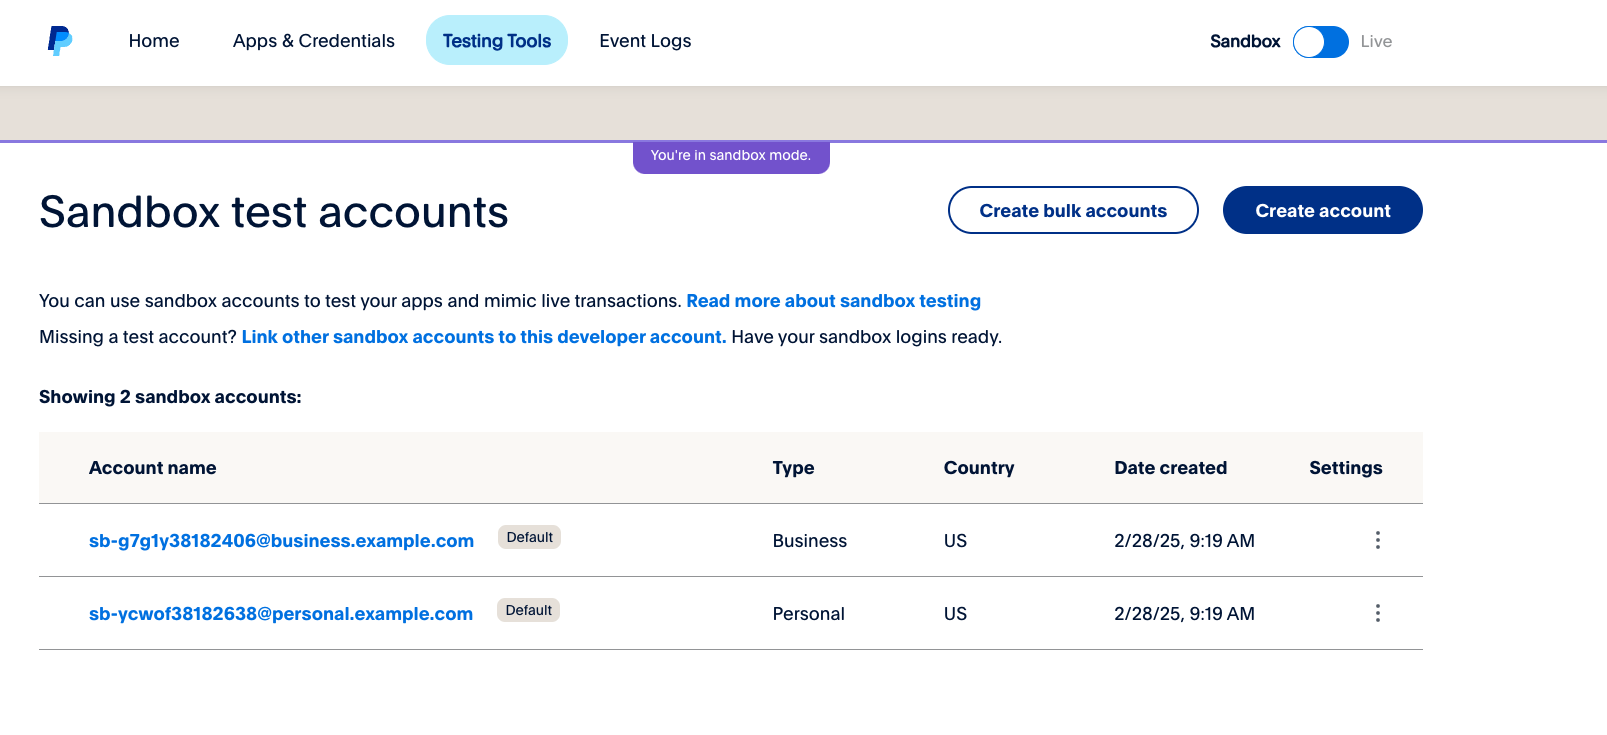 Home Apps & Credentials Testing Tools Event Logs Sandbox Live
You're in sandbox mode.
Sandbox test accounts Create bulk accounts Create account
You can use sandbox accounts to test your apps and mimic live transactions. Read more about sandbox testing
Missing a test account? Link other sandbox accounts to this developer account. Have your sandbox logins ready.
Showing 2 sandbox accounts:
Account name Type Country Date created Settings
sb-g7g1y38182406@business.example.com Default Business US 2/28/25, 9:19 AM
sb-ycwof38182638@personal.example.com Default Personal US 2/28/25, 9:19 AM